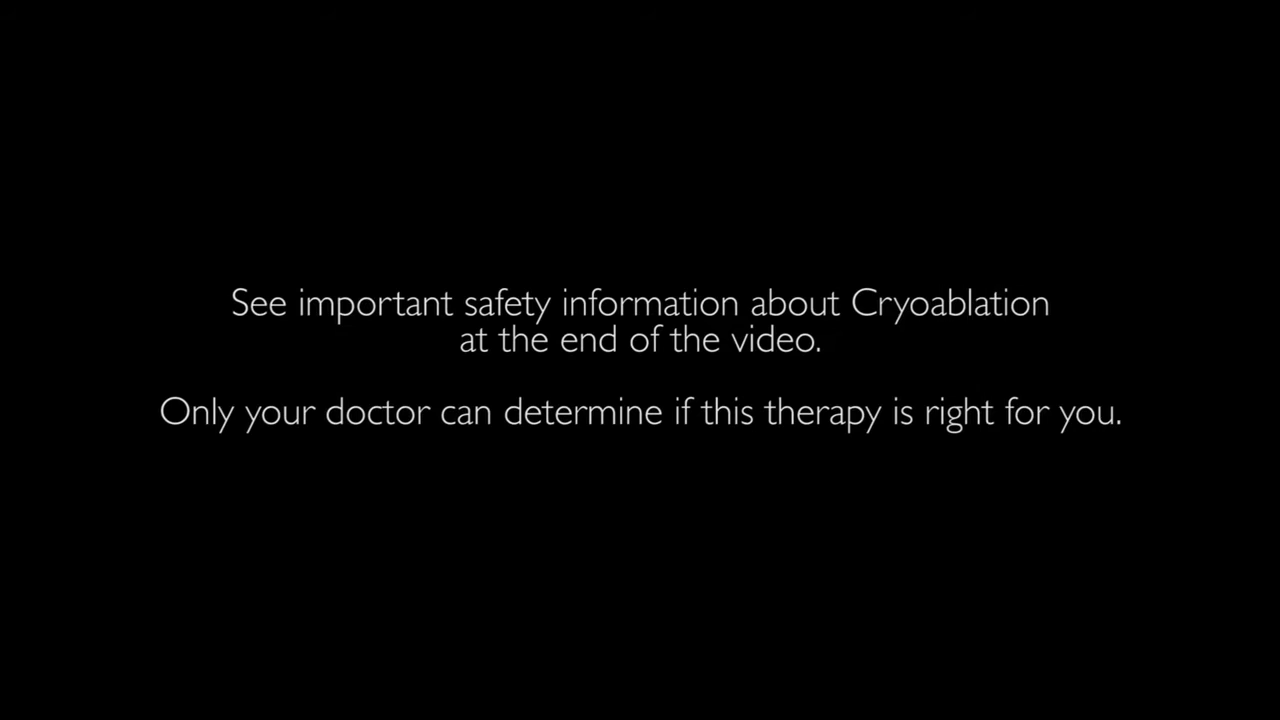 See important safety information about Cryoablation
at the end of the video.
Only your doctor can determine if this therapy is right for you.